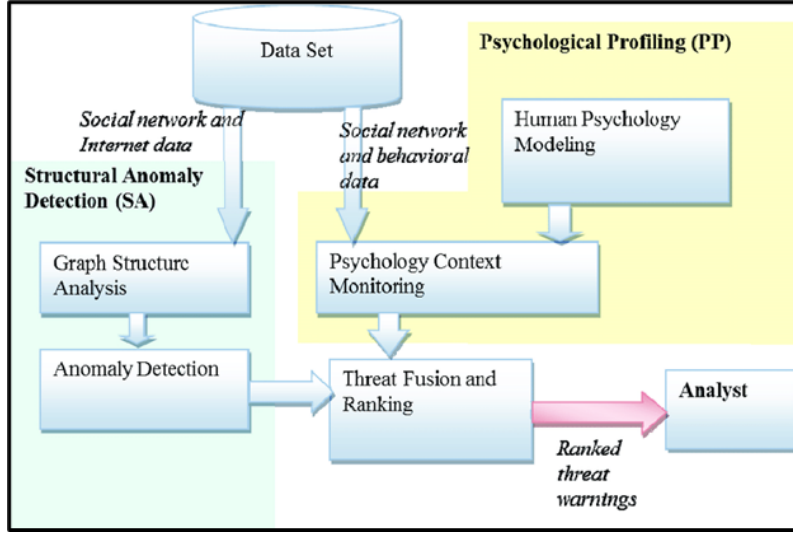 Data Set
Psychological Profiling (PP)
Social network and
Internet data
Social network
and behavioral
data
Human Psychology
Modeling
Structural Anomaly
Detection (SA)
Graph Structure
Analysis
Psychology Context
Monitoring
Anomaly Detection
Threat Fusion and
Ranking
Analyst
Ranked
threat
warnings